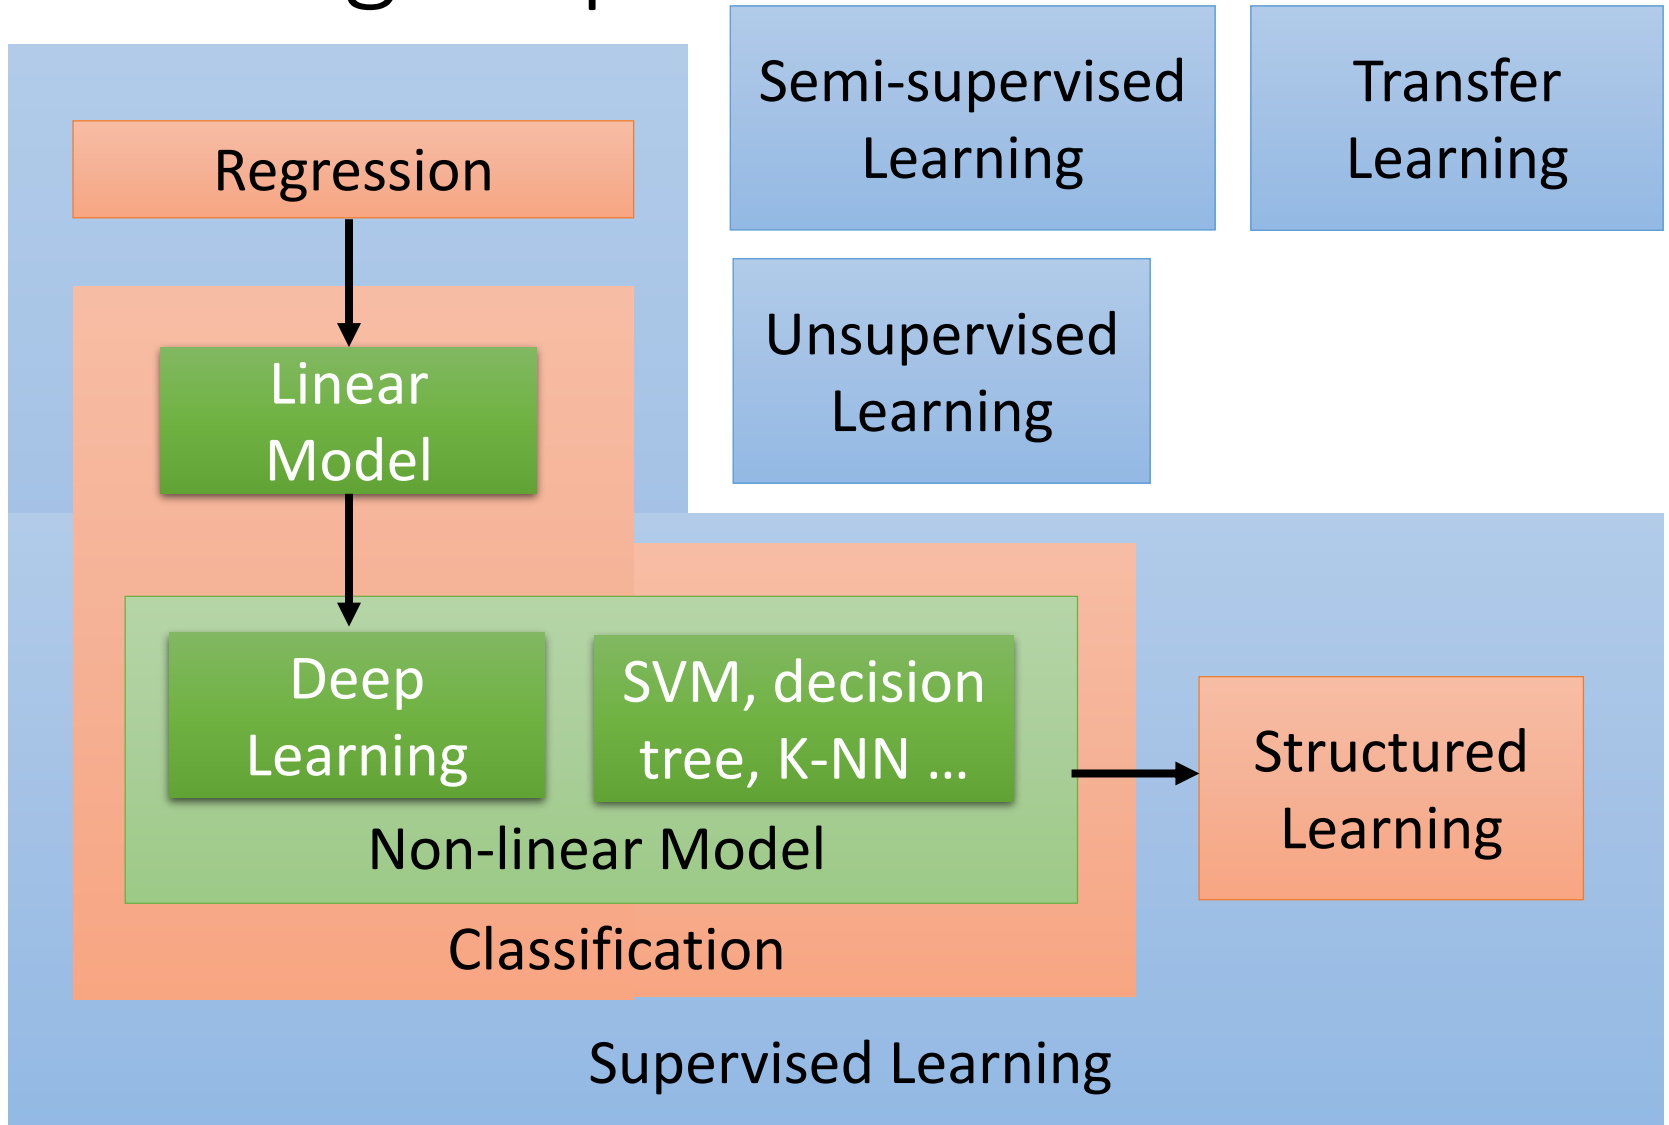 Semi-supervised
Learning
Transfer
Learning
Regression
Unsupervised
Learning
Linear
Model
Deep
Learning
SVM, decision
tree, K-NN ...
Non-linear Model
Classification
Structured
Learning
Supervised Learning